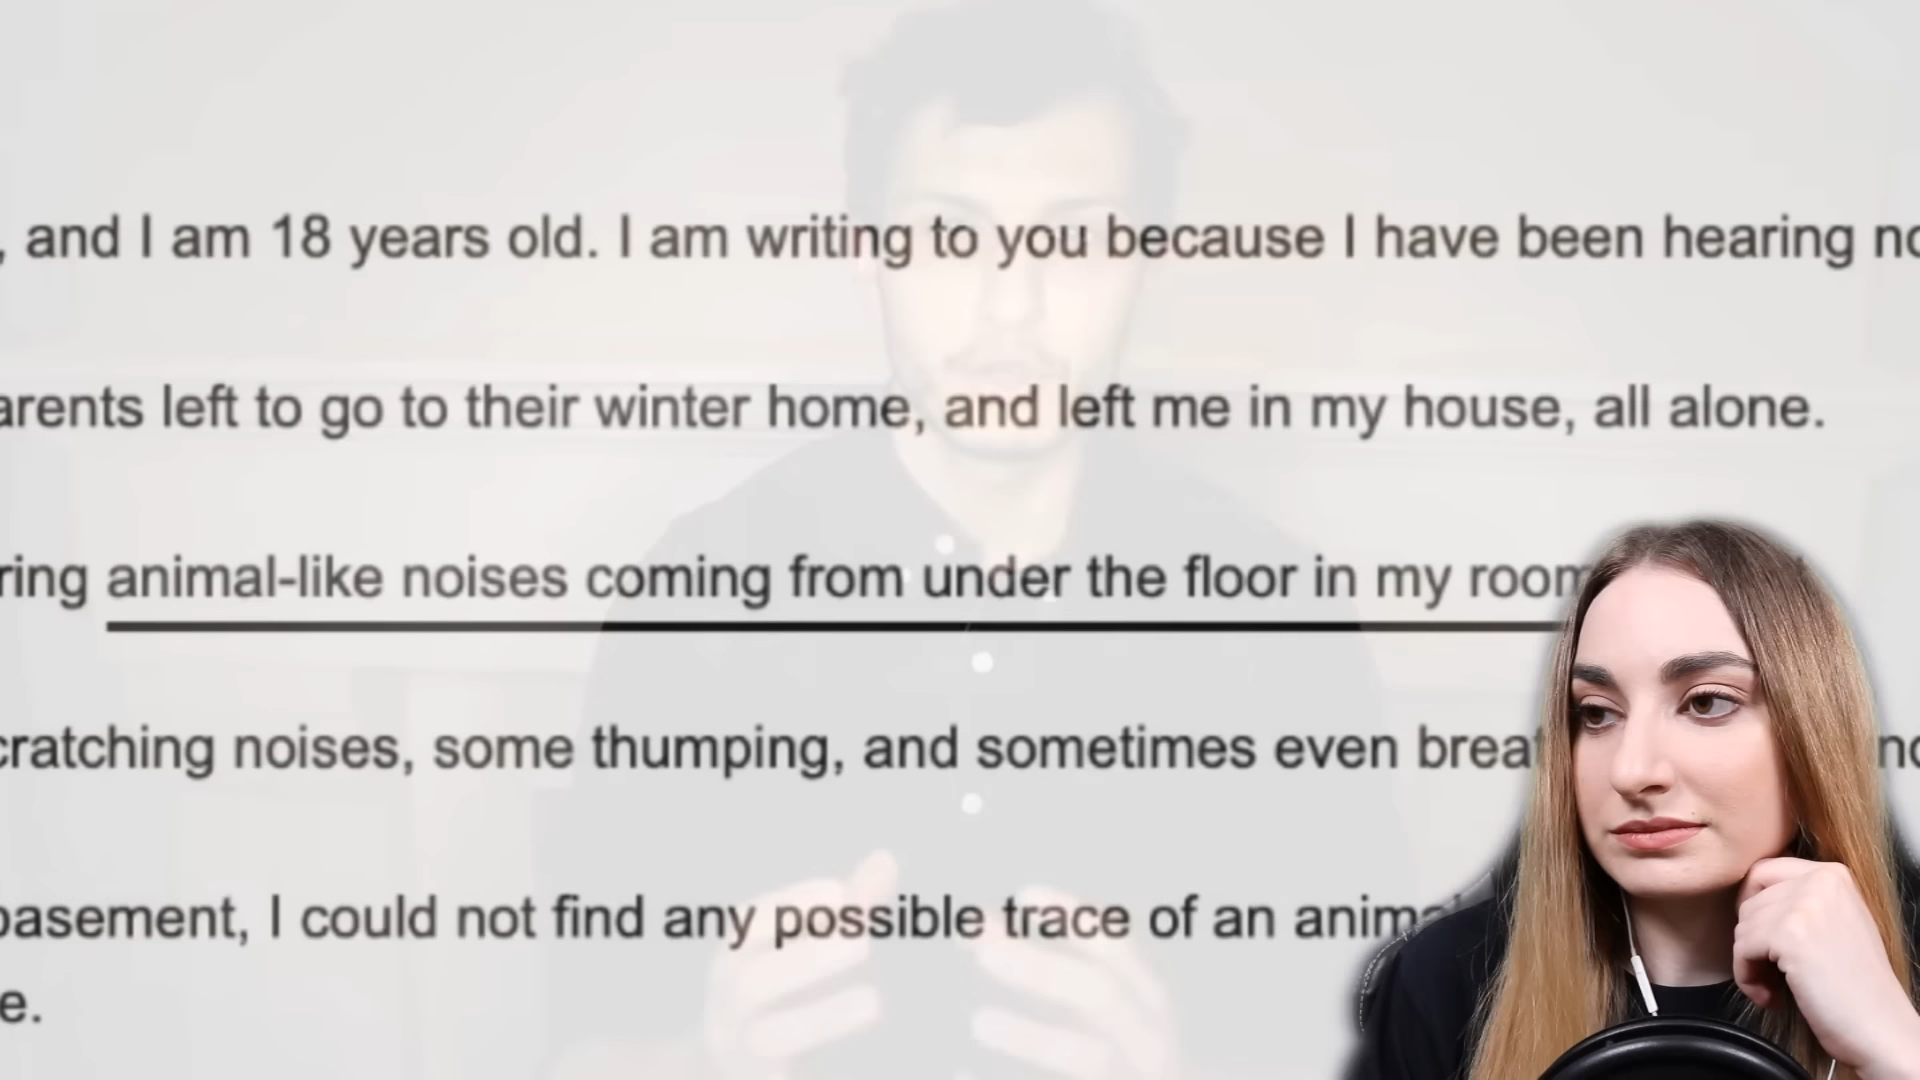 , and I am 18 years old. I am writing to you because I have been hearing
arents left to go to their winter home, and left me in my house, all alone.
ring animal-like noises coming from under the floor in my room
cratching noises, some thumping, and sometimes even
basement, I could not find any possible trace of an
e.